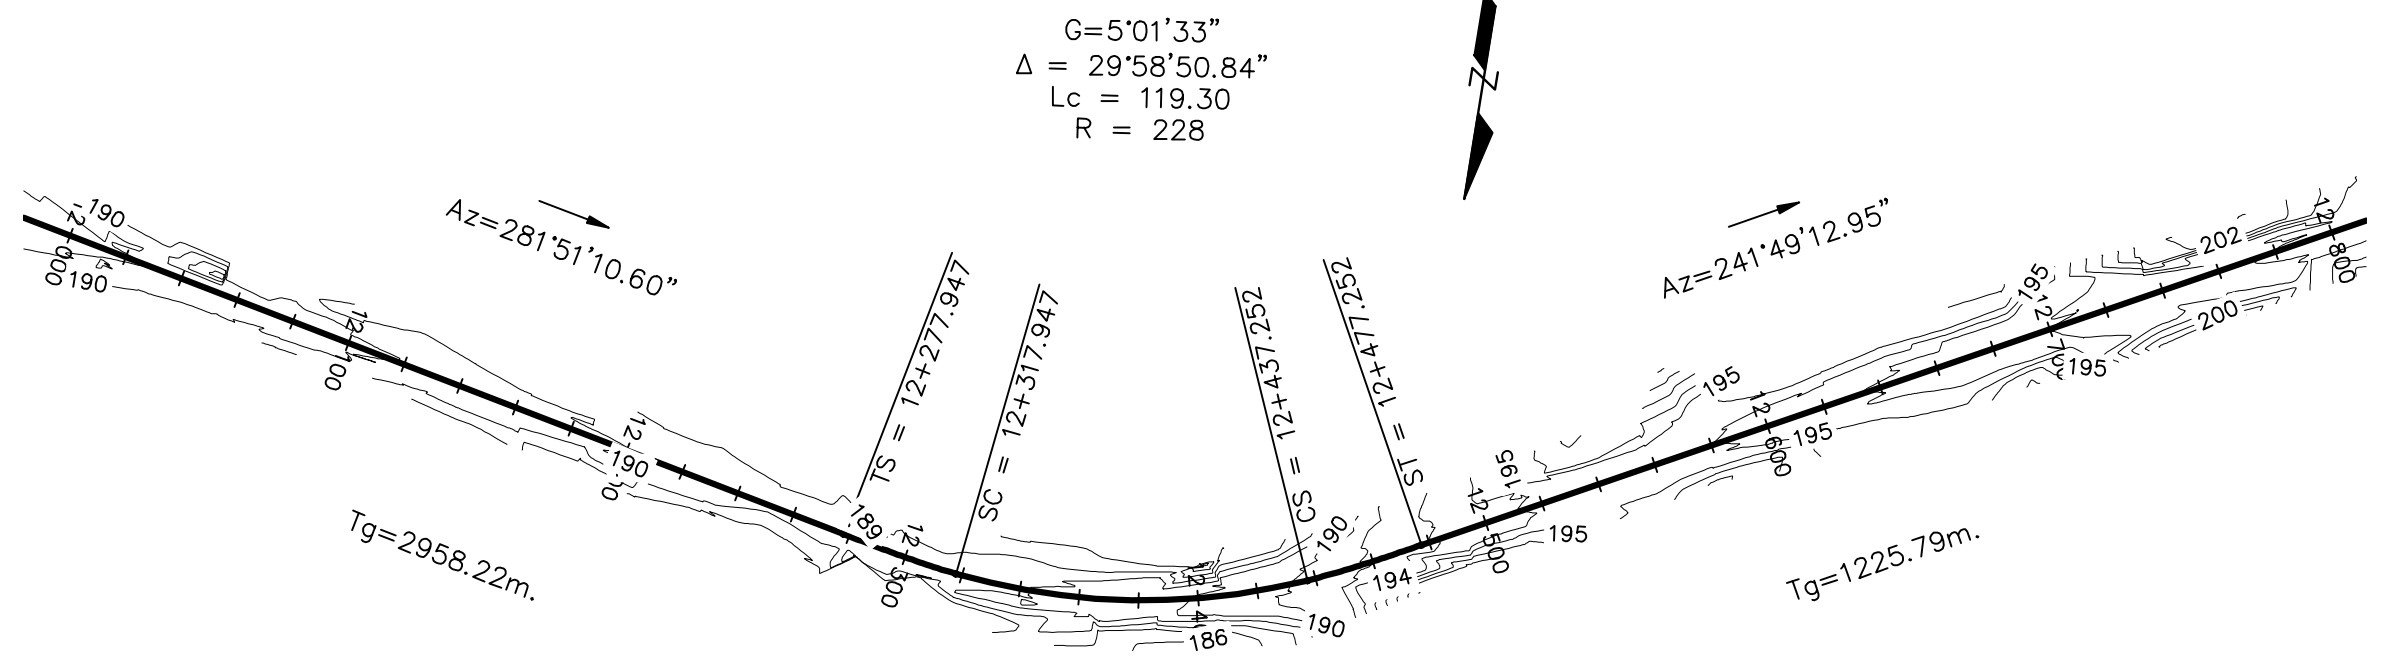 G=5°01'33"
Δ = 29°58'50.84"
Lc = 119.30
R = 228
N
Az=281°51'10.60"
Az=241°49'12.95"
Tg=2958.22m.
Tg=1225.79m.
TS = 12+277.947
SC = 12+317.947
CS = 12+437.252
ST = 12+477.252
190
190
000
12
100
12
190
189
12
300
12
4
186
190
190
194
12
500
195
195
195
12
600
195
195
12
195
202
200
12
800